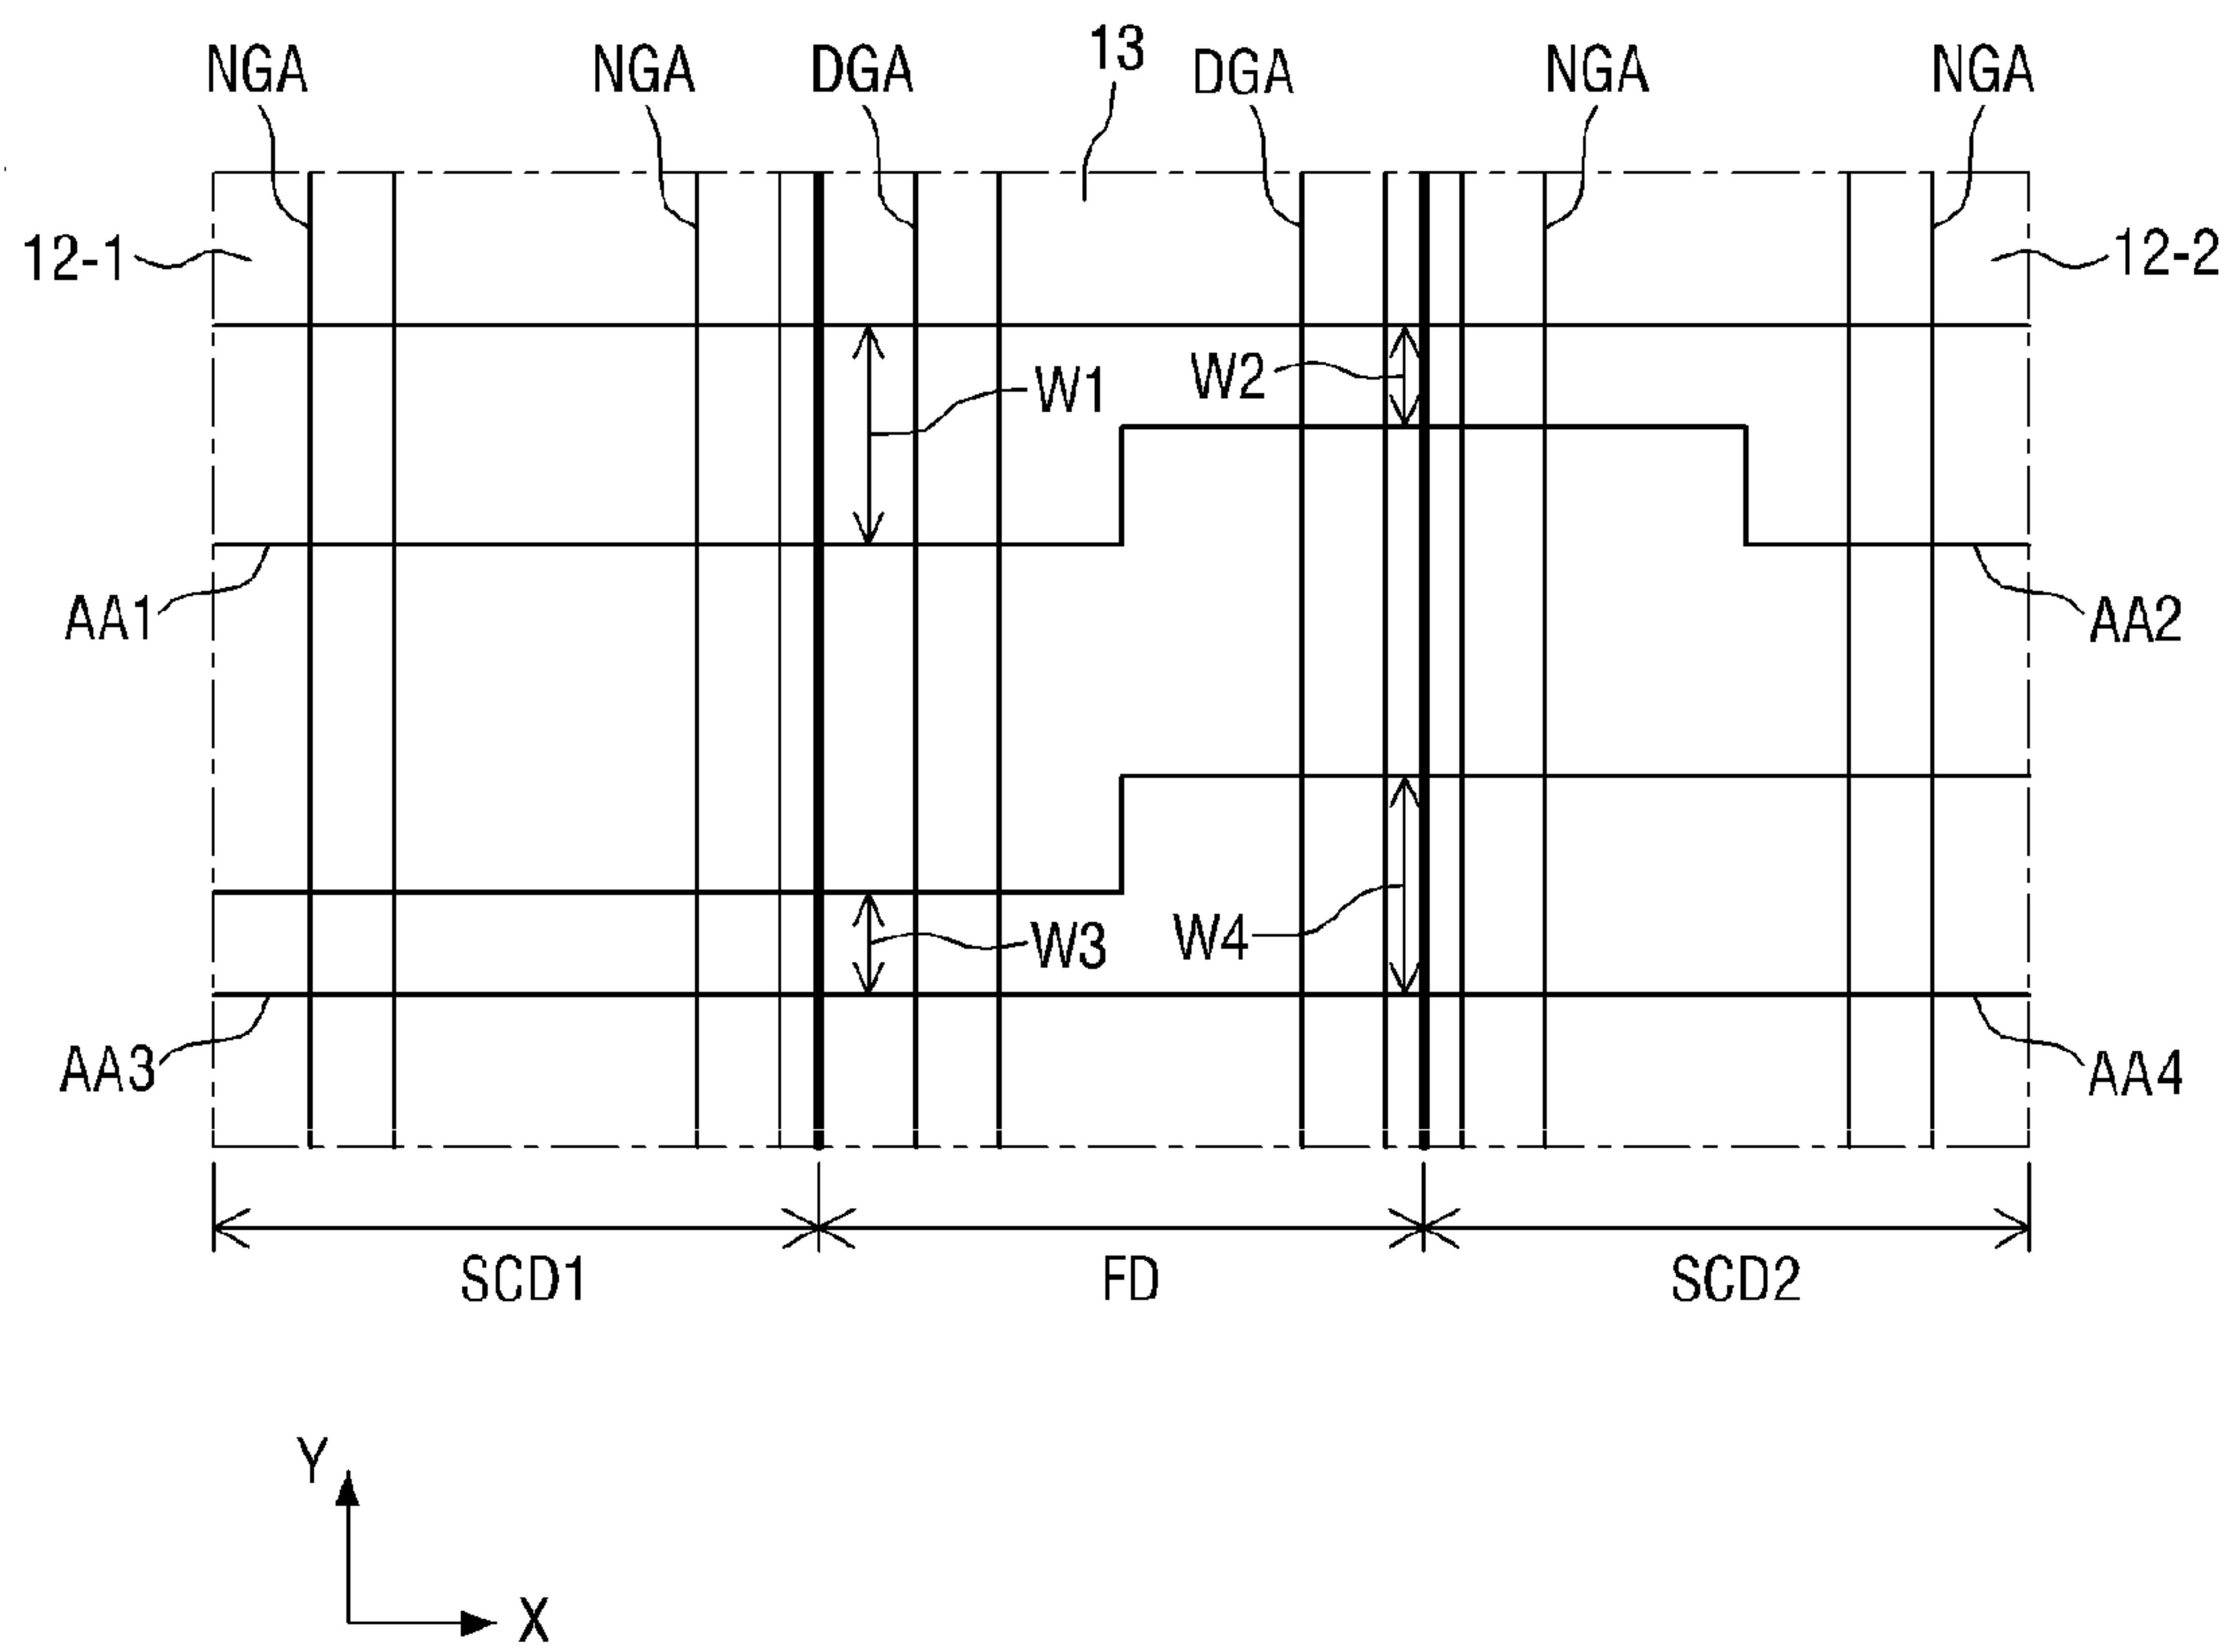 NGA NGA DGA 13 DGA NGA NGA
12-1 12-2
W1 W2
AA1 AA2
W3 W4
AA3 AA4
SCD1 FD SCD2
Y
X